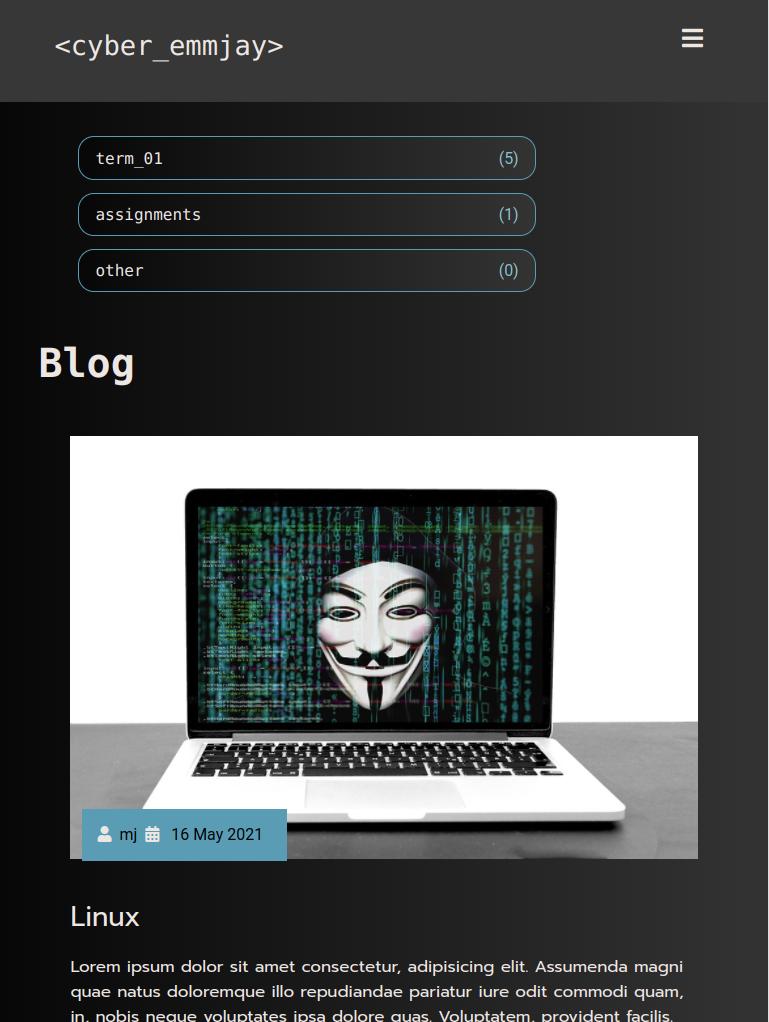 <cyber_emmjay>
term_01 (5)
assignments (1)
other (0)
Blog
mj 16 May 2021
Linux
Lorem ipsum dolor sit amet consectetur, adipisicing elit. Assumenda magni
quae natus doloremque illo repudiandae pariatur iure odit commodi quam,
in, nobis neque voluptates ipsa dolore quas. Voluptatem, provident facilis.